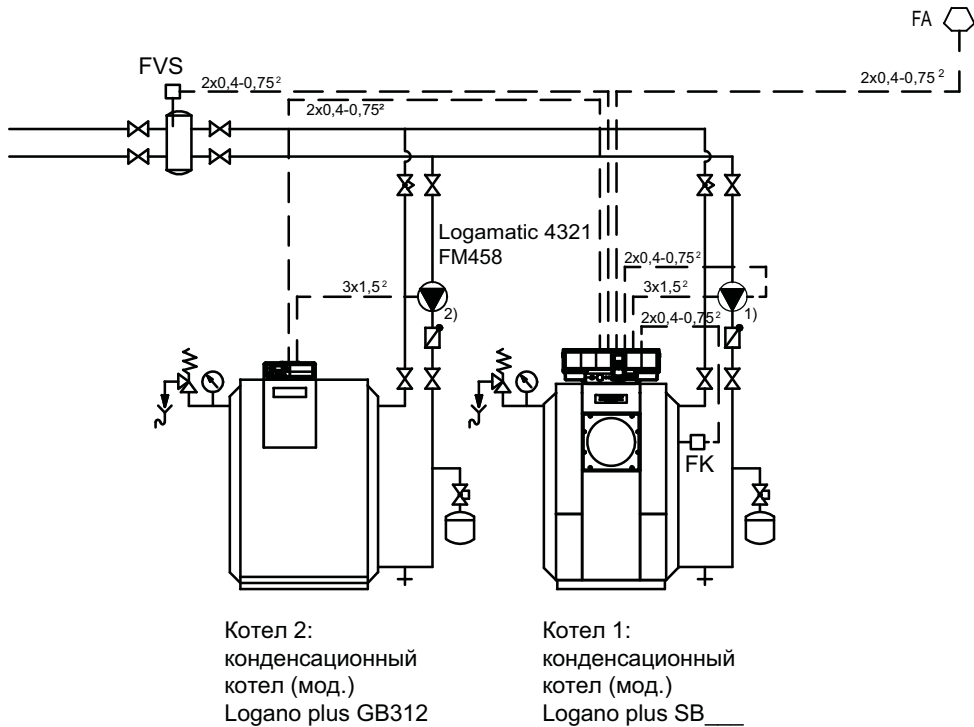 FA
FVS
2x0,4-0,75²
2x0,4-0,75²
2x0,4-0,75²
Logamatic 4321
FM458
2x0,4-0,75²
3x1,5²
2)
3x1,5²
1)
2x0,4-0,75²
FK
Котел 2:
конденсационный
котел (мод.)
Logano plus GB312
Котел 1:
конденсационный
котел (мод.)
Logano plus SB___